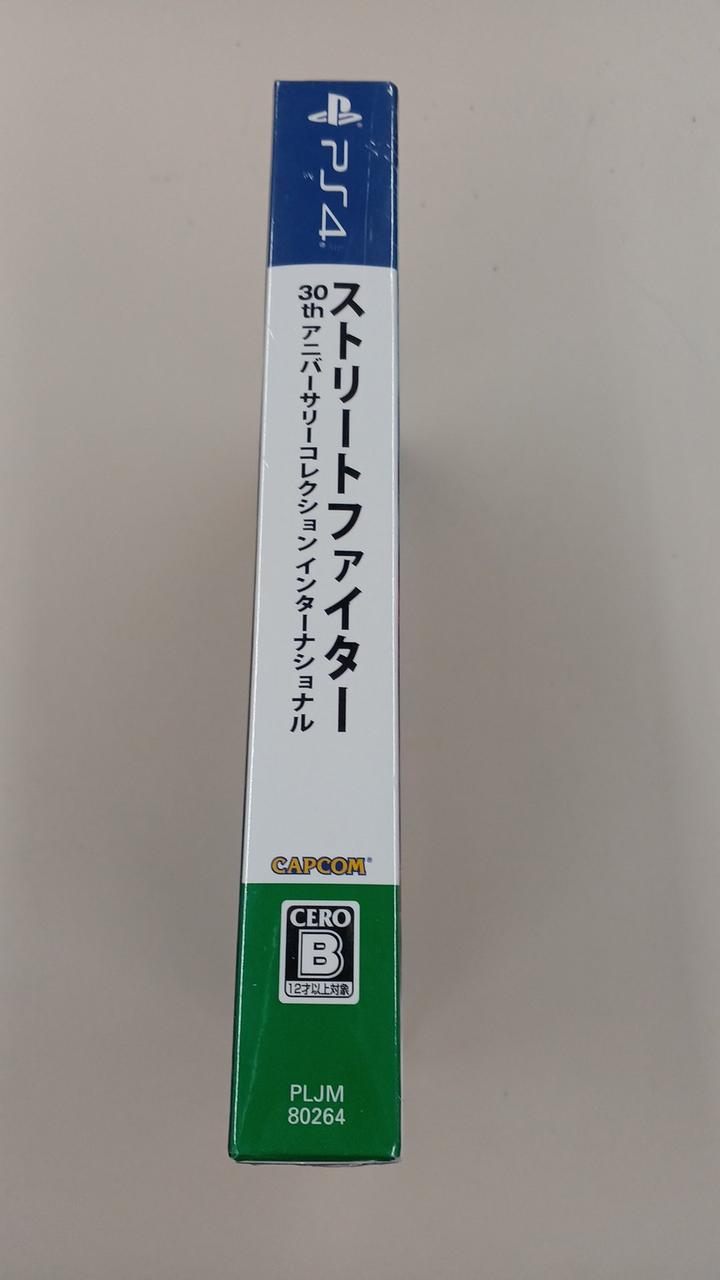 PS4
ストリートファイター
30th アニバーサリーコレクション インターナショナル
CAPCOM
CERO
B
12才以上対象
PLJM
80264